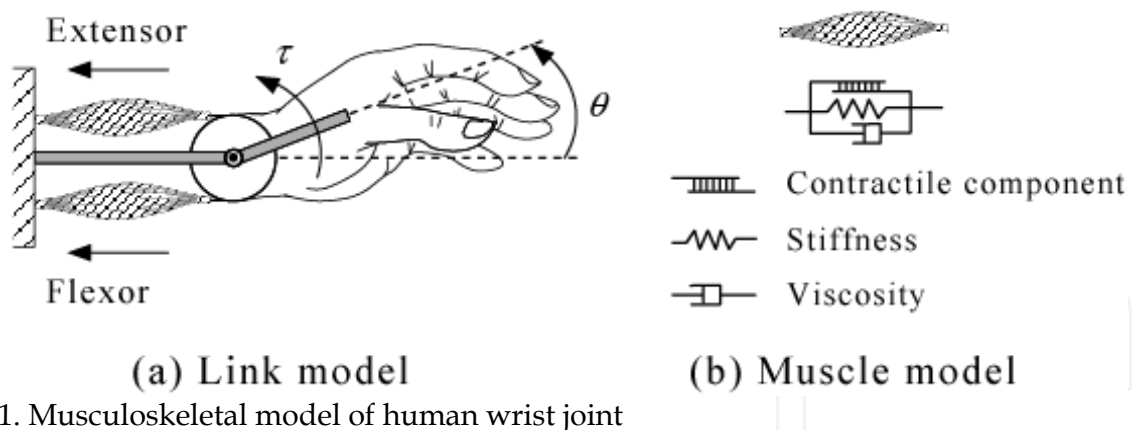 Extensor
τ
θ
Flexor
(a) Link model
Contractile component
Stiffness
Viscosity
(b) Muscle model
1. Musculoskeletal model of human wrist joint